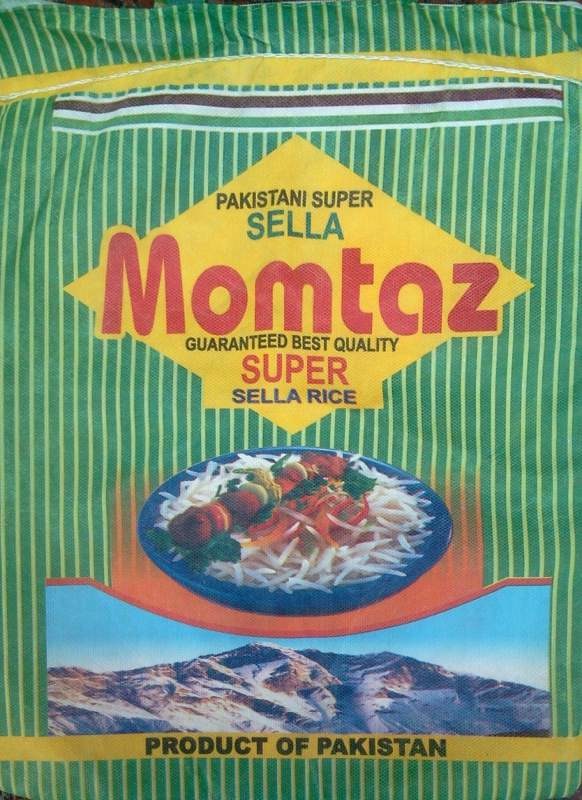 PAKISTANI SUPER
SELLA
Momtaz
GUARANTEED BEST QUALITY
SUPER
SELLA RICE
PRODUCT OF PAKISTAN